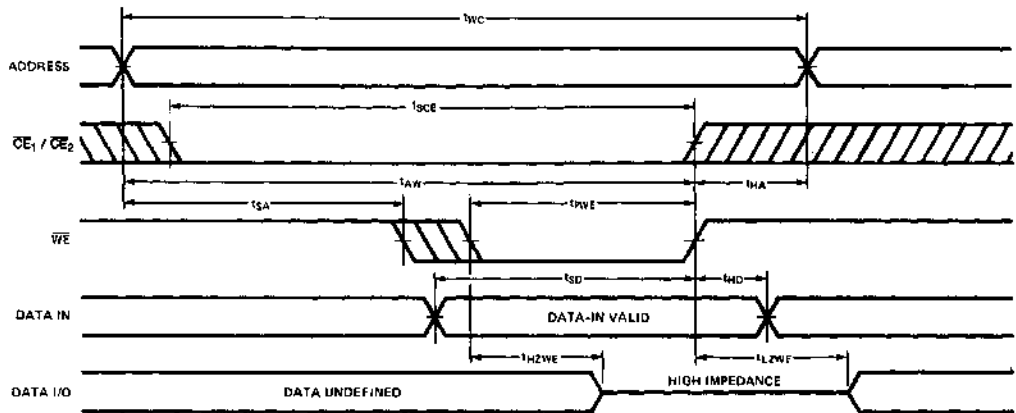 tWC
ADDRESS
tSCE
CE1 / CE2
tAW
tHA
tSA
tPWE
WE
tSD
tHD
DATA IN
DATA-IN VALID
tHZWE
tLZWE
DATA I/O
DATA UNDEFINED
HIGH IMPEDANCE